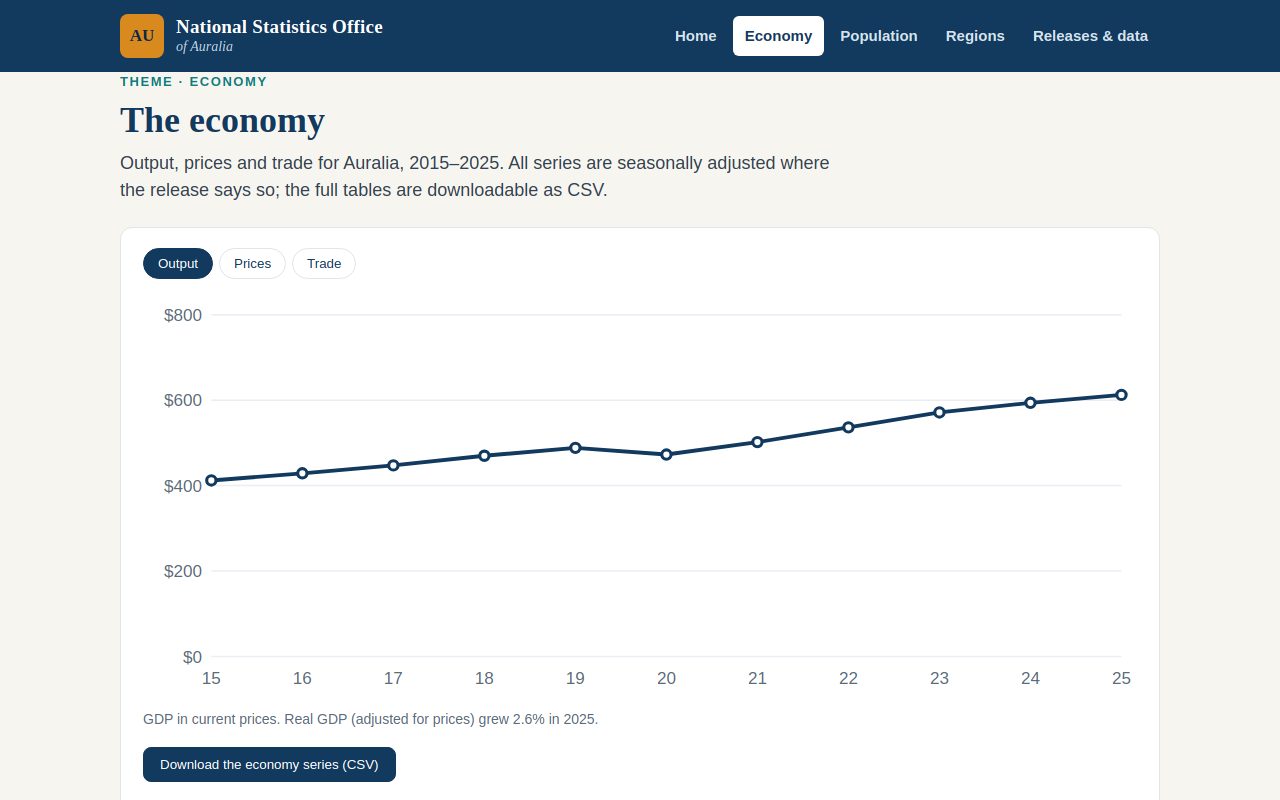 AU
National Statistics Office
of Auralia
Home
Economy
Population
Regions
Releases & data
THEME · ECONOMY
The economy
Output, prices and trade for Auralia, 2015–2025. All series are seasonally adjusted where
the release says so; the full tables are downloadable as CSV.
Output
Prices
Trade
$800
$600
$400
$200
$0
15 16 17 18 19 20 21 22 23 24 25
GDP in current prices. Real GDP (adjusted for prices) grew 2.6% in 2025.
Download the economy series (CSV)